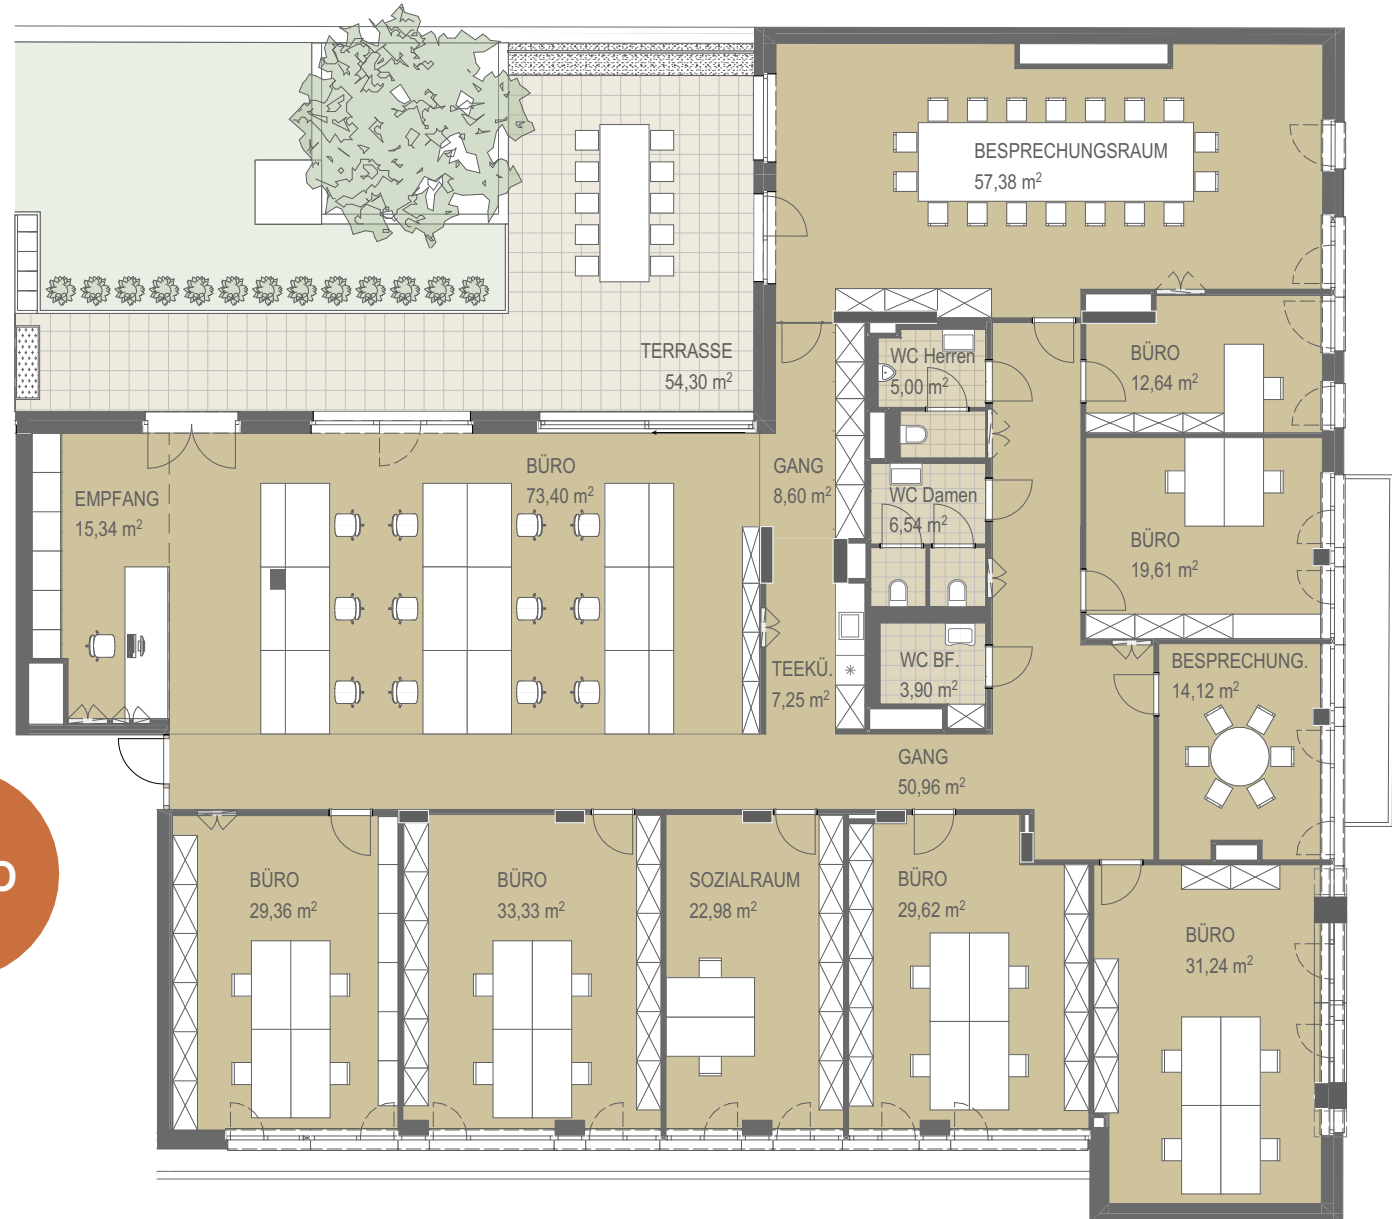 BESPRECHUNGSRAUM
57,38 m²
TERRASSE
54,30 m²
WC Herren
5,00 m²
BÜRO
12,64 m²
BÜRO
73,40 m²
GANG
8,60 m²
EMPFANG
15,34 m²
WC Damen
6,54 m²
BÜRO
19,61 m²
TEEKÜ.
7,25 m²
WC BF.
3,90 m²
BESPRECHUNG.
14,12 m²
GANG
50,96 m²
BÜRO
29,36 m²
BÜRO
33,33 m²
SOZIALRAUM
22,98 m²
BÜRO
29,62 m²
BÜRO
31,24 m²